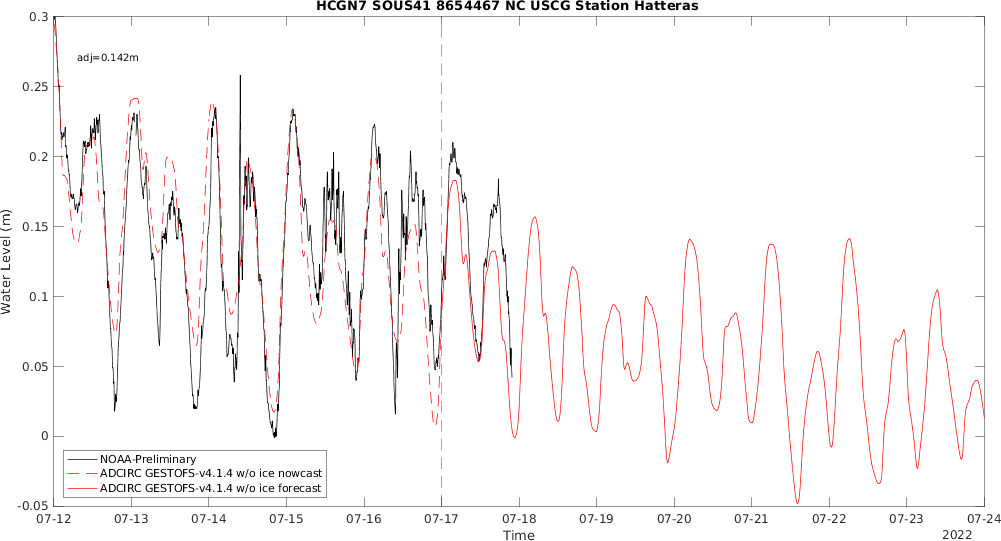 HCGN7 SOUS41 8654467 NC USCG Station Hatteras
adj=0.142m
Water Level (m)
0.3
0.25
0.2
0.15
0.1
0.05
0
-0.05
NOAA-Preliminary
ADCIRC GESTOFS-v4.1.4 w/o ice nowcast
ADCIRC GESTOFS-v4.1.4 w/o ice forecast
07-12 07-13 07-14 07-15 07-16 07-17 07-18 07-19 07-20 07-21 07-22 07-23 07-24
Time
2022